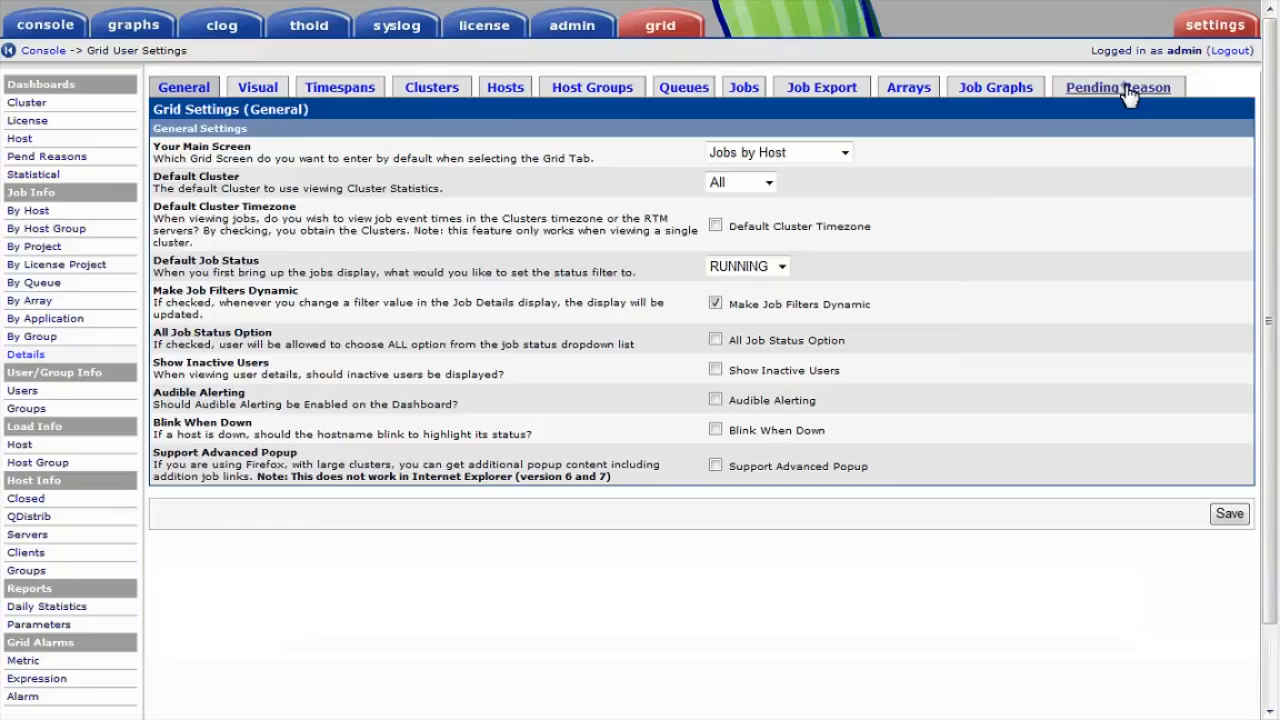 console graphs clog thold syslog license admin grid settings
Console -> Grid User Settings Logged in as admin (Logout)
Dashboards
Cluster
License
Host
Pend Reasons
Statistical
Job Info
By Host
By Host Group
By Project
By License Project
By Queue
By Array
By Application
By Group
Details
User/Group Info
Users
Groups
Load Info
Host
Host Group
Host Info
Closed
QDistrib
Servers
Clients
Groups
Reports
Daily Statistics
Parameters
Grid Alarms
Metric
Expression
Alarm
General Visual Timespans Clusters Hosts Host Groups Queues Jobs Job Export Arrays Job Graphs Pending Reason
Grid Settings (General)
General Settings
Your Main Screen
Which Grid Screen do you want to enter by default when selecting the Grid Tab.
Jobs by Host
Default Cluster
The default Cluster to use viewing Cluster Statistics.
All
Default Cluster Timezone
When viewing jobs, do you wish to view job event times in the Clusters timezone or the RTM
servers? By checking, you obtain the Clusters. Note: this feature only works when viewing a single
cluster.
Default Cluster Timezone
Default Job Status
When you first bring up the jobs display, what would you like to set the status filter to.
RUNNING
Make Job Filters Dynamic
If checked, whenever you change a filter value in the Job Details display, the display will be
updated.
Make Job Filters Dynamic
All Job Status Option
If checked, user will be allowed to choose ALL option from the job status dropdown list
All Job Status Option
Show Inactive Users
When viewing user details, should inactive users be displayed?
Show Inactive Users
Audible Alerting
Should Audible Alerting be Enabled on the Dashboard?
Audible Alerting
Blink When Down
If a host is down, should the hostname blink to highlight its status?
Blink When Down
Support Advanced Popup
If you are using Firefox, with large clusters, you can get additional popup content including
addition job links. Note: This does not work in Internet Explorer (version 6 and 7)
Support Advanced Popup
Save